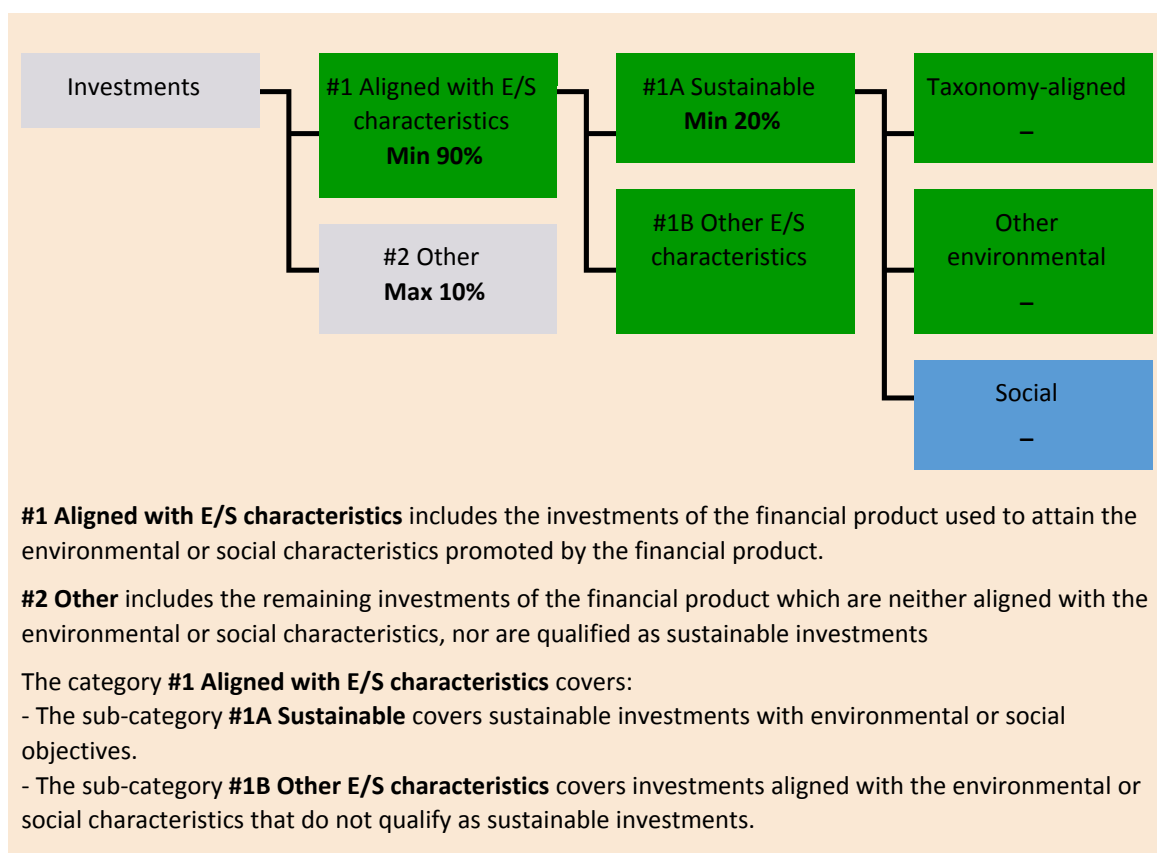 Investments
#1 Aligned with E/S
characteristics
Min 90%
#2 Other
Max 10%
#1A Sustainable
Min 20%
#1B Other E/S
characteristics
Taxonomy-aligned
–
Other
environmental
–
Social
–
#1 Aligned with E/S characteristics includes the investments of the financial product used to attain the
environmental or social characteristics promoted by the financial product.
#2 Other includes the remaining investments of the financial product which are neither aligned with the
environmental or social characteristics, nor are qualified as sustainable investments
The category #1 Aligned with E/S characteristics covers:
- The sub-category #1A Sustainable covers sustainable investments with environmental or social
objectives.
- The sub-category #1B Other E/S characteristics covers investments aligned with the environmental or
social characteristics that do not qualify as sustainable investments.